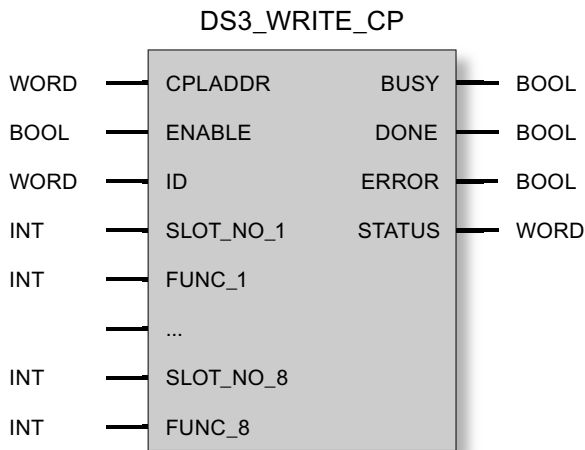 DS3_WRITE_CP
WORD CPLADDR BUSY BOOL
BOOL ENABLE DONE BOOL
WORD ID ERROR BOOL
INT SLOT_NO_1 STATUS WORD
INT FUNC_1
...
INT SLOT_NO_8
INT FUNC_8